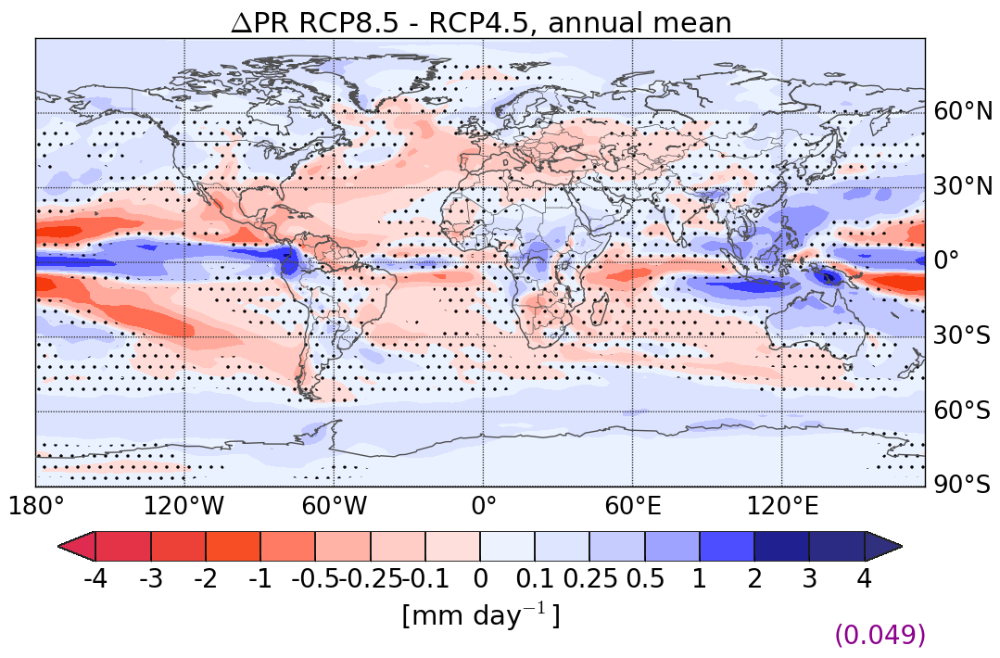 ΔPR RCP8.5 - RCP4.5, annual mean
60°N
30°N
0°
30°S
60°S
90°S
180° 120°W 60°W 0° 60°E 120°E
-4 -3 -2 -1 -0.5 -0.25 -0.1 0 0.1 0.25 0.5 1 2 3 4
[mm day⁻¹]
(0.049)